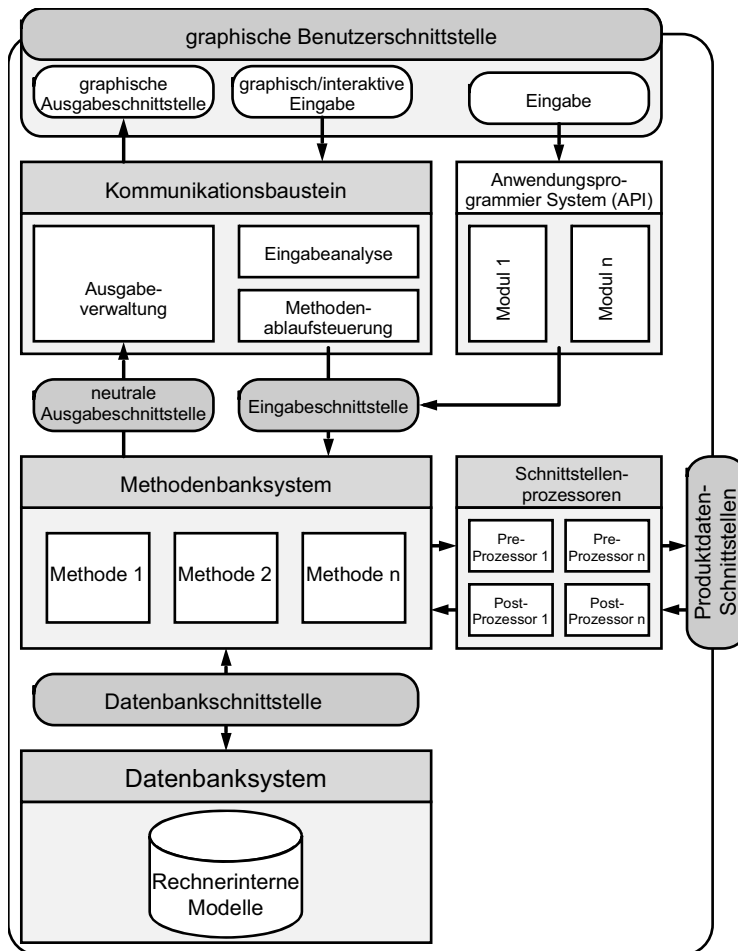 graphische Benutzerschnittstelle
graphische
Ausgabeschnittstelle
graphisch/interaktive
Eingabe
Eingabe
Kommunikationsbaustein
Ausgabe-
verwaltung
Eingabeanalyse
Methoden-
ablaufsteuerung
Anwendungspro-
grammier System (API)
Modul 1
Modul n
neutrale
Ausgabeschnittstelle
Eingabeschnittstelle
Methodenbanksystem
Methode 1
Methode 2
Methode n
Schnittstellen-
prozessoren
Pre-
Prozessor 1
Pre-
Prozessor n
Post-
Prozessor 1
Post-
Prozessor n
Produktdaten-
Schnittstellen
Datenbankschnittstelle
Datenbanksystem
Rechnerinterne
Modelle